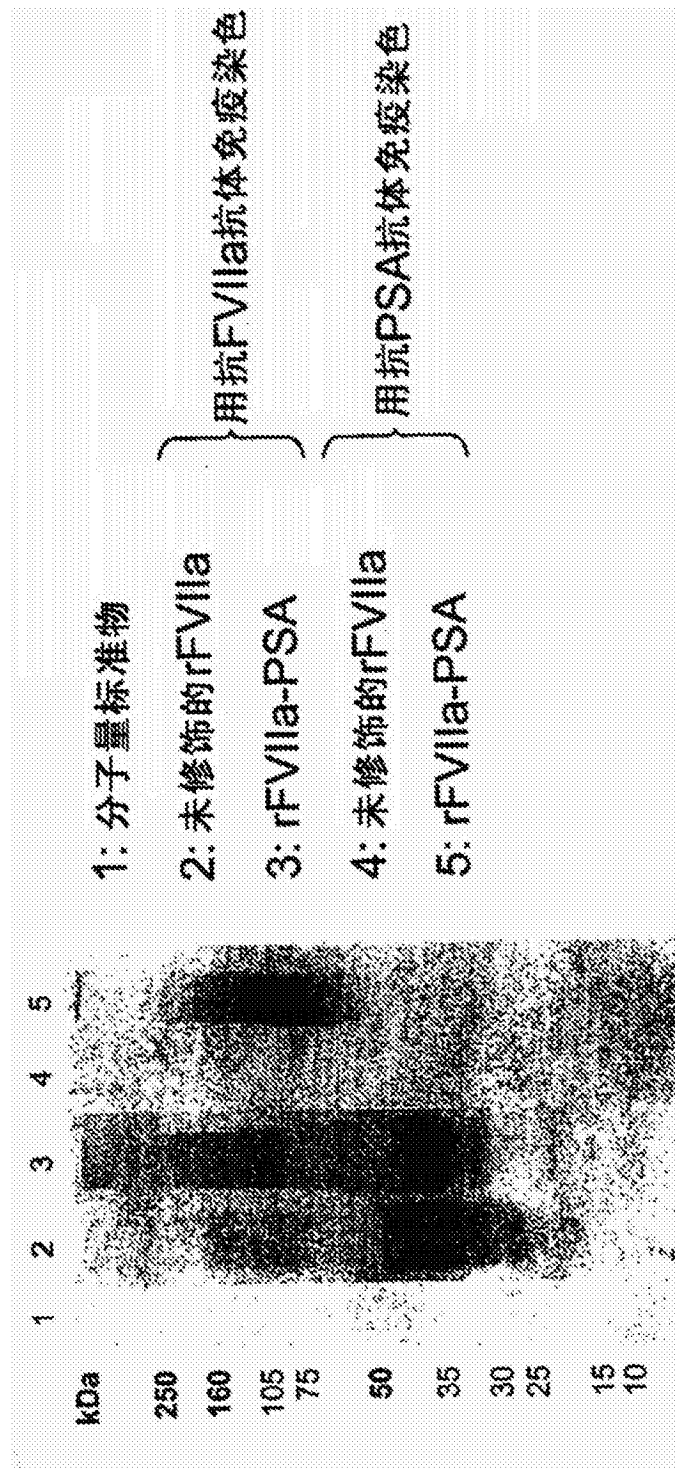 kDa
250
160
105
75
50
35
30
25
15
10
1 2 3 4 5
1: 分子量标准物
2: 未修饰的rFVIIa
3: rFVIIa-PSA
用抗FVIIa抗体免疫染色
4: 未修饰的rFVIIa
5: rFVIIa-PSA
用抗PSA抗体免疫染色